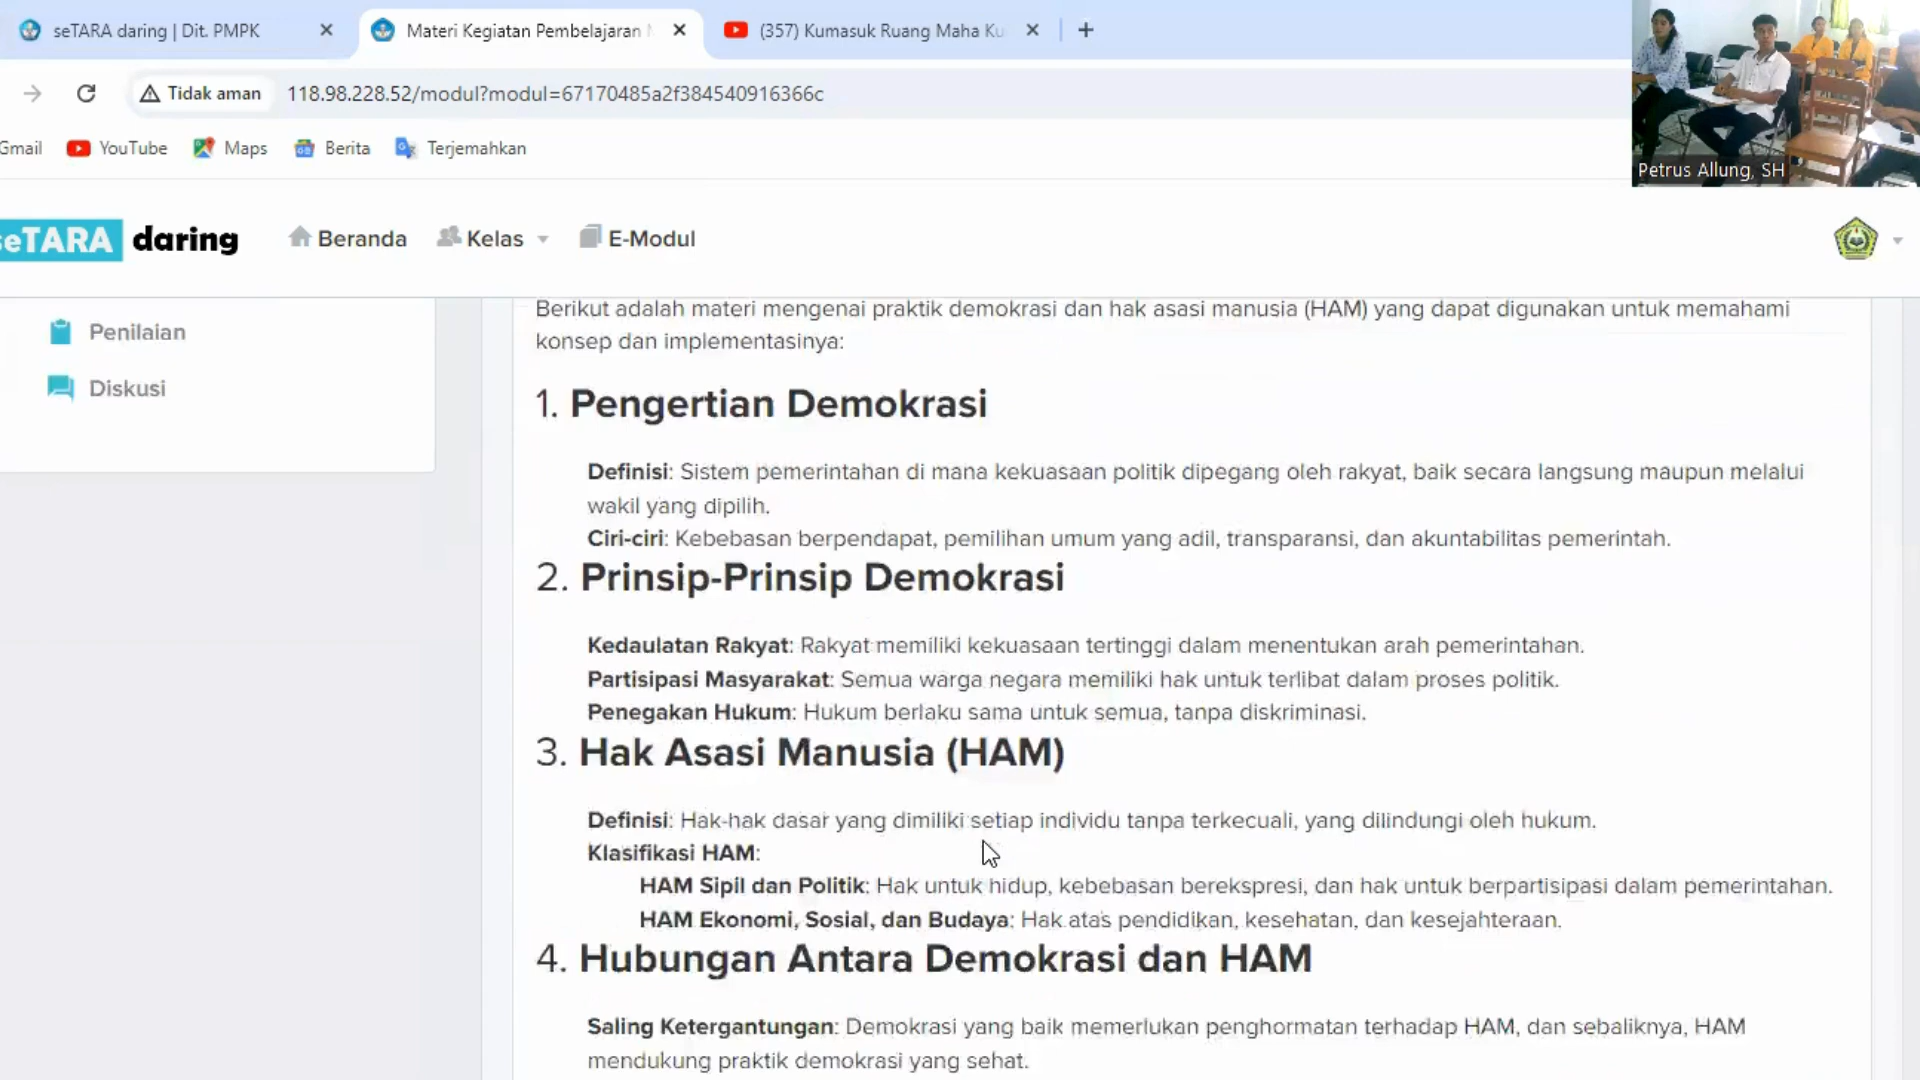 seTARA daring | Dit. PMPK
Materi Kegiatan Pembelajaran
(357) Kumasuk Ruang Maha Ku
Tidak aman
118.98.228.52/modul?modul=67170485a2f384540916366c
Gmail
YouTube
Maps
Berita
Terjemahkan
Petrus Allung, SH
seTARA daring
Beranda
Kelas
E-Modul
Penilaian
Diskusi
Berikut adalah materi mengenai praktik demokrasi dan hak asasi manusia (HAM) yang dapat digunakan untuk memahami
konsep dan implementasinya:
1. Pengertian Demokrasi
Definisi: Sistem pemerintahan di mana kekuasaan politik dipegang oleh rakyat, baik secara langsung maupun melalui
wakil yang dipilih.
Ciri-ciri: Kebebasan berpendapat, pemilihan umum yang adil, transparansi, dan akuntabilitas pemerintah.
2. Prinsip-Prinsip Demokrasi
Kedaulatan Rakyat: Rakyat memiliki kekuasaan tertinggi dalam menentukan arah pemerintahan.
Partisipasi Masyarakat: Semua warga negara memiliki hak untuk terlibat dalam proses politik.
Penegakan Hukum: Hukum berlaku sama untuk semua, tanpa diskriminasi.
3. Hak Asasi Manusia (HAM)
Definisi: Hak-hak dasar yang dimiliki setiap individu tanpa terkecuali, yang dilindungi oleh hukum.
Klasifikasi HAM:
HAM Sipil dan Politik: Hak untuk hidup, kebebasan berekspresi, dan hak untuk berpartisipasi dalam pemerintahan.
HAM Ekonomi, Sosial, dan Budaya: Hak atas pendidikan, kesehatan, dan kesejahteraan.
4. Hubungan Antara Demokrasi dan HAM
Saling Ketergantungan: Demokrasi yang baik memerlukan penghormatan terhadap HAM, dan sebaliknya, HAM
mendukung praktik demokrasi yang sehat.